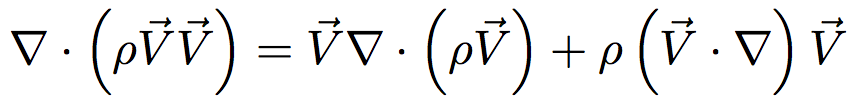 ∇ · (ρV⃗V⃗) = V⃗∇ · (ρV⃗) + ρ(V⃗ · ∇)V⃗